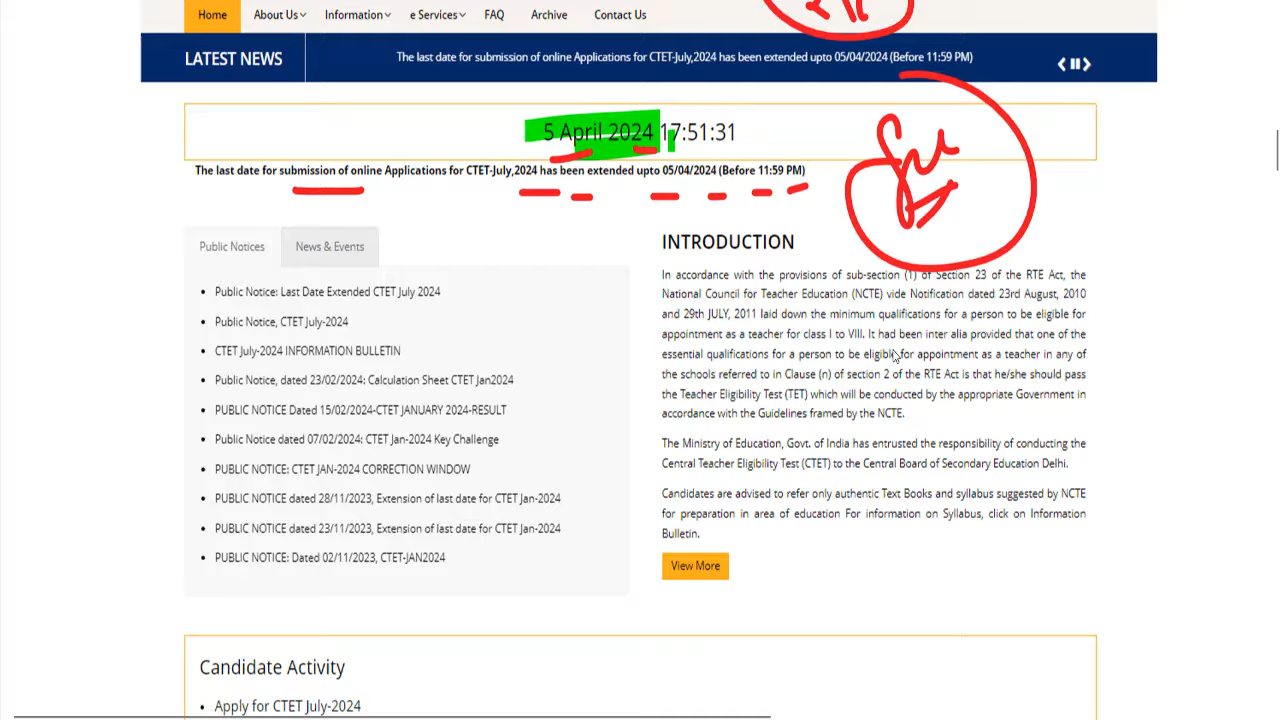 Home About Us Information e Services FAQ Archive Contact Us
LATEST NEWS The last date for submission of online Applications for CTET-July,2024 has been extended upto 05/04/2024 (Before 11:59 PM)
5 April 2024 17:51:31
The last date for submission of online Applications for CTET-July,2024 has been extended upto 05/04/2024 (Before 11:59 PM)
Public Notices News & Events
Public Notice: Last Date Extended CTET July 2024
Public Notice, CTET July-2024
CTET July-2024 INFORMATION BULLETIN
Public Notice, dated 23/02/2024: Calculation Sheet CTET Jan2024
PUBLIC NOTICE Dated 15/02/2024-CTET JANUARY 2024-RESULT
Public Notice dated 07/02/2024: CTET Jan-2024 Key Challenge
PUBLIC NOTICE: CTET JAN-2024 CORRECTION WINDOW
PUBLIC NOTICE dated 28/11/2023, Extension of last date for CTET Jan-2024
PUBLIC NOTICE dated 23/11/2023, Extension of last date for CTET Jan-2024
PUBLIC NOTICE: Dated 02/11/2023, CTET-JAN2024
INTRODUCTION
In accordance with the provisions of sub-section (1) of Section 23 of the RTE Act, the
National Council for Teacher Education (NCTE) vide Notification dated 23rd August, 2010
and 29th JULY, 2011 laid down the minimum qualifications for a person to be eligible for
appointment as a teacher for class I to VIII. It had been inter alia provided that one of the
essential qualifications for a person to be eligible for appointment as a teacher in any of
the schools referred to in Clause (n) of section 2 of the RTE Act is that he/she should pass
the Teacher Eligibility Test (TET) which will be conducted by the appropriate Government in
accordance with the Guidelines framed by the NCTE.
The Ministry of Education, Govt. of India has entrusted the responsibility of conducting the
Central Teacher Eligibility Test (CTET) to the Central Board of Secondary Education Delhi.
Candidates are advised to refer only authentic Text Books and syllabus suggested by NCTE
for preparation in area of education For information on Syllabus, click on Information
Bulletin.
View More
Candidate Activity
Apply for CTET July-2024